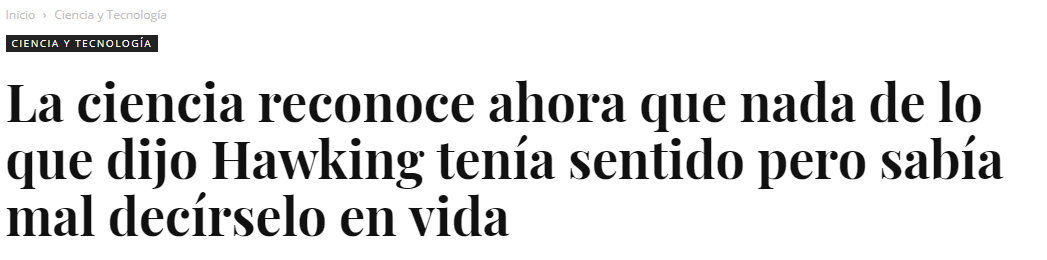 Inicio › Ciencia y Tecnología
CIENCIA Y TECNOLOGÍA
La ciencia reconoce ahora que nada de lo
que dijo Hawking tenía sentido pero sabía
mal decírselo en vida